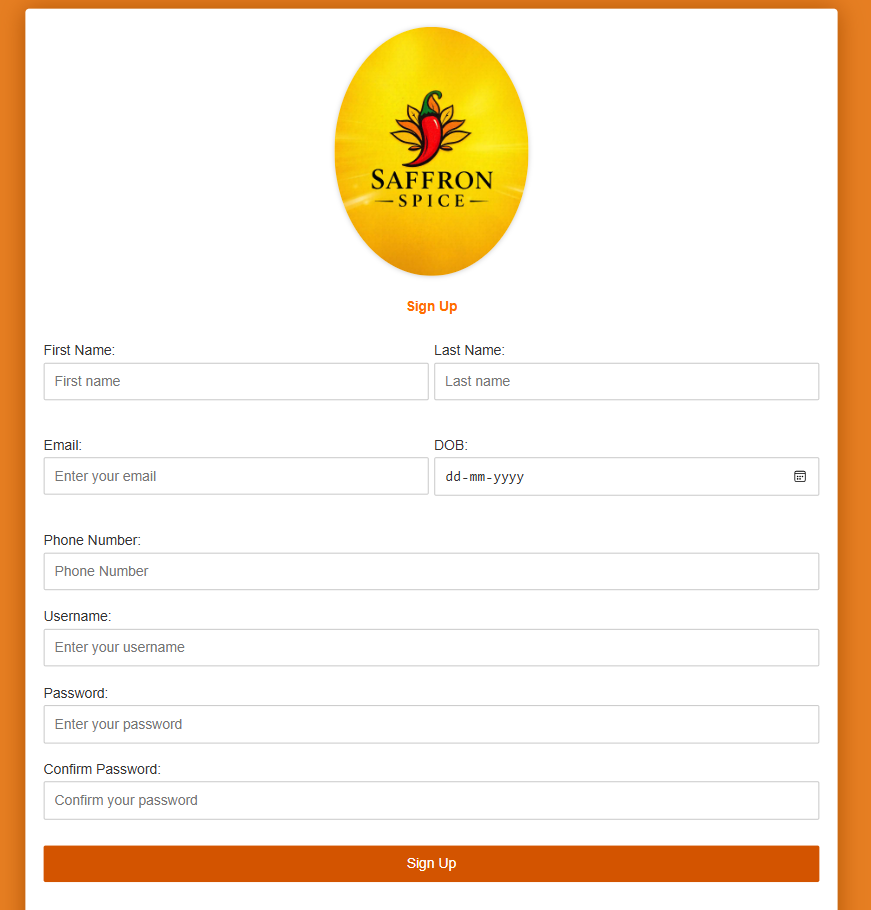 SAFFRON
SPICE
Sign Up
First Name: Last Name:
First name Last name
Email: DOB:
Enter your email dd-mm-yyyy
Phone Number:
Phone Number
Username:
Enter your username
Password:
Enter your password
Confirm Password:
Confirm your password
Sign Up